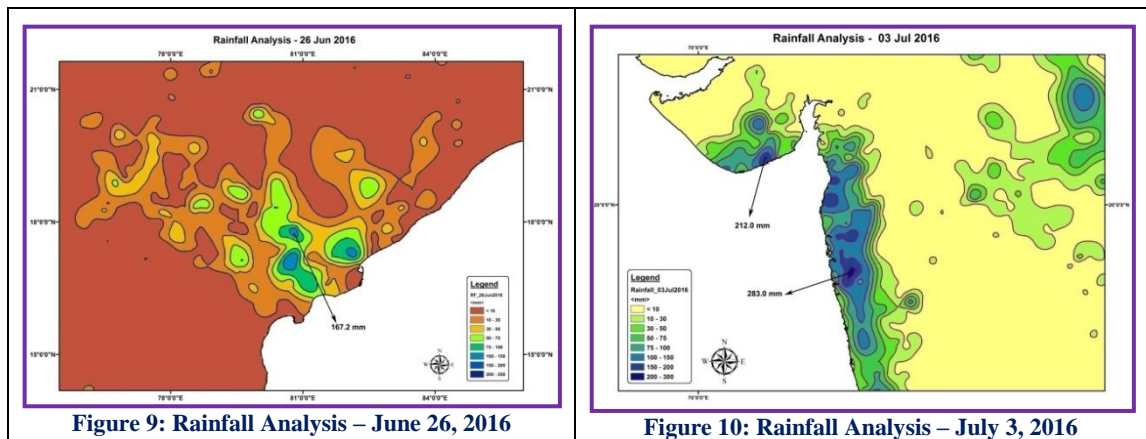 Rainfall Analysis - 26 Jun 2016
78°0'0"E 81°0'0"E 84°0'0"E
21°0'0"N 21°0'0"N
18°0'0"N 18°0'0"N
15°0'0"N 15°0'0"N
167.2 mm
Legend
RF_26Jun2016
<mm>
< 10
10 - 30
30 - 50
50 - 75
75 - 100
100 - 150
150 - 200
200 - 250
N
W E
S
78°0'0"E 81°0'0"E 84°0'0"E
Figure 9: Rainfall Analysis – June 26, 2016
Rainfall Analysis - 03 Jul 2016
70°0'0"E
20°0'0"N 20°0'0"N
212.0 mm
283.0 mm
Legend
Rainfall_03Jul2016
<mm>
< 10
10 - 30
30 - 50
50 - 75
75 - 100
100 - 150
150 - 200
200 - 300
N
W E
S
70°0'0"E
Figure 10: Rainfall Analysis – July 3, 2016